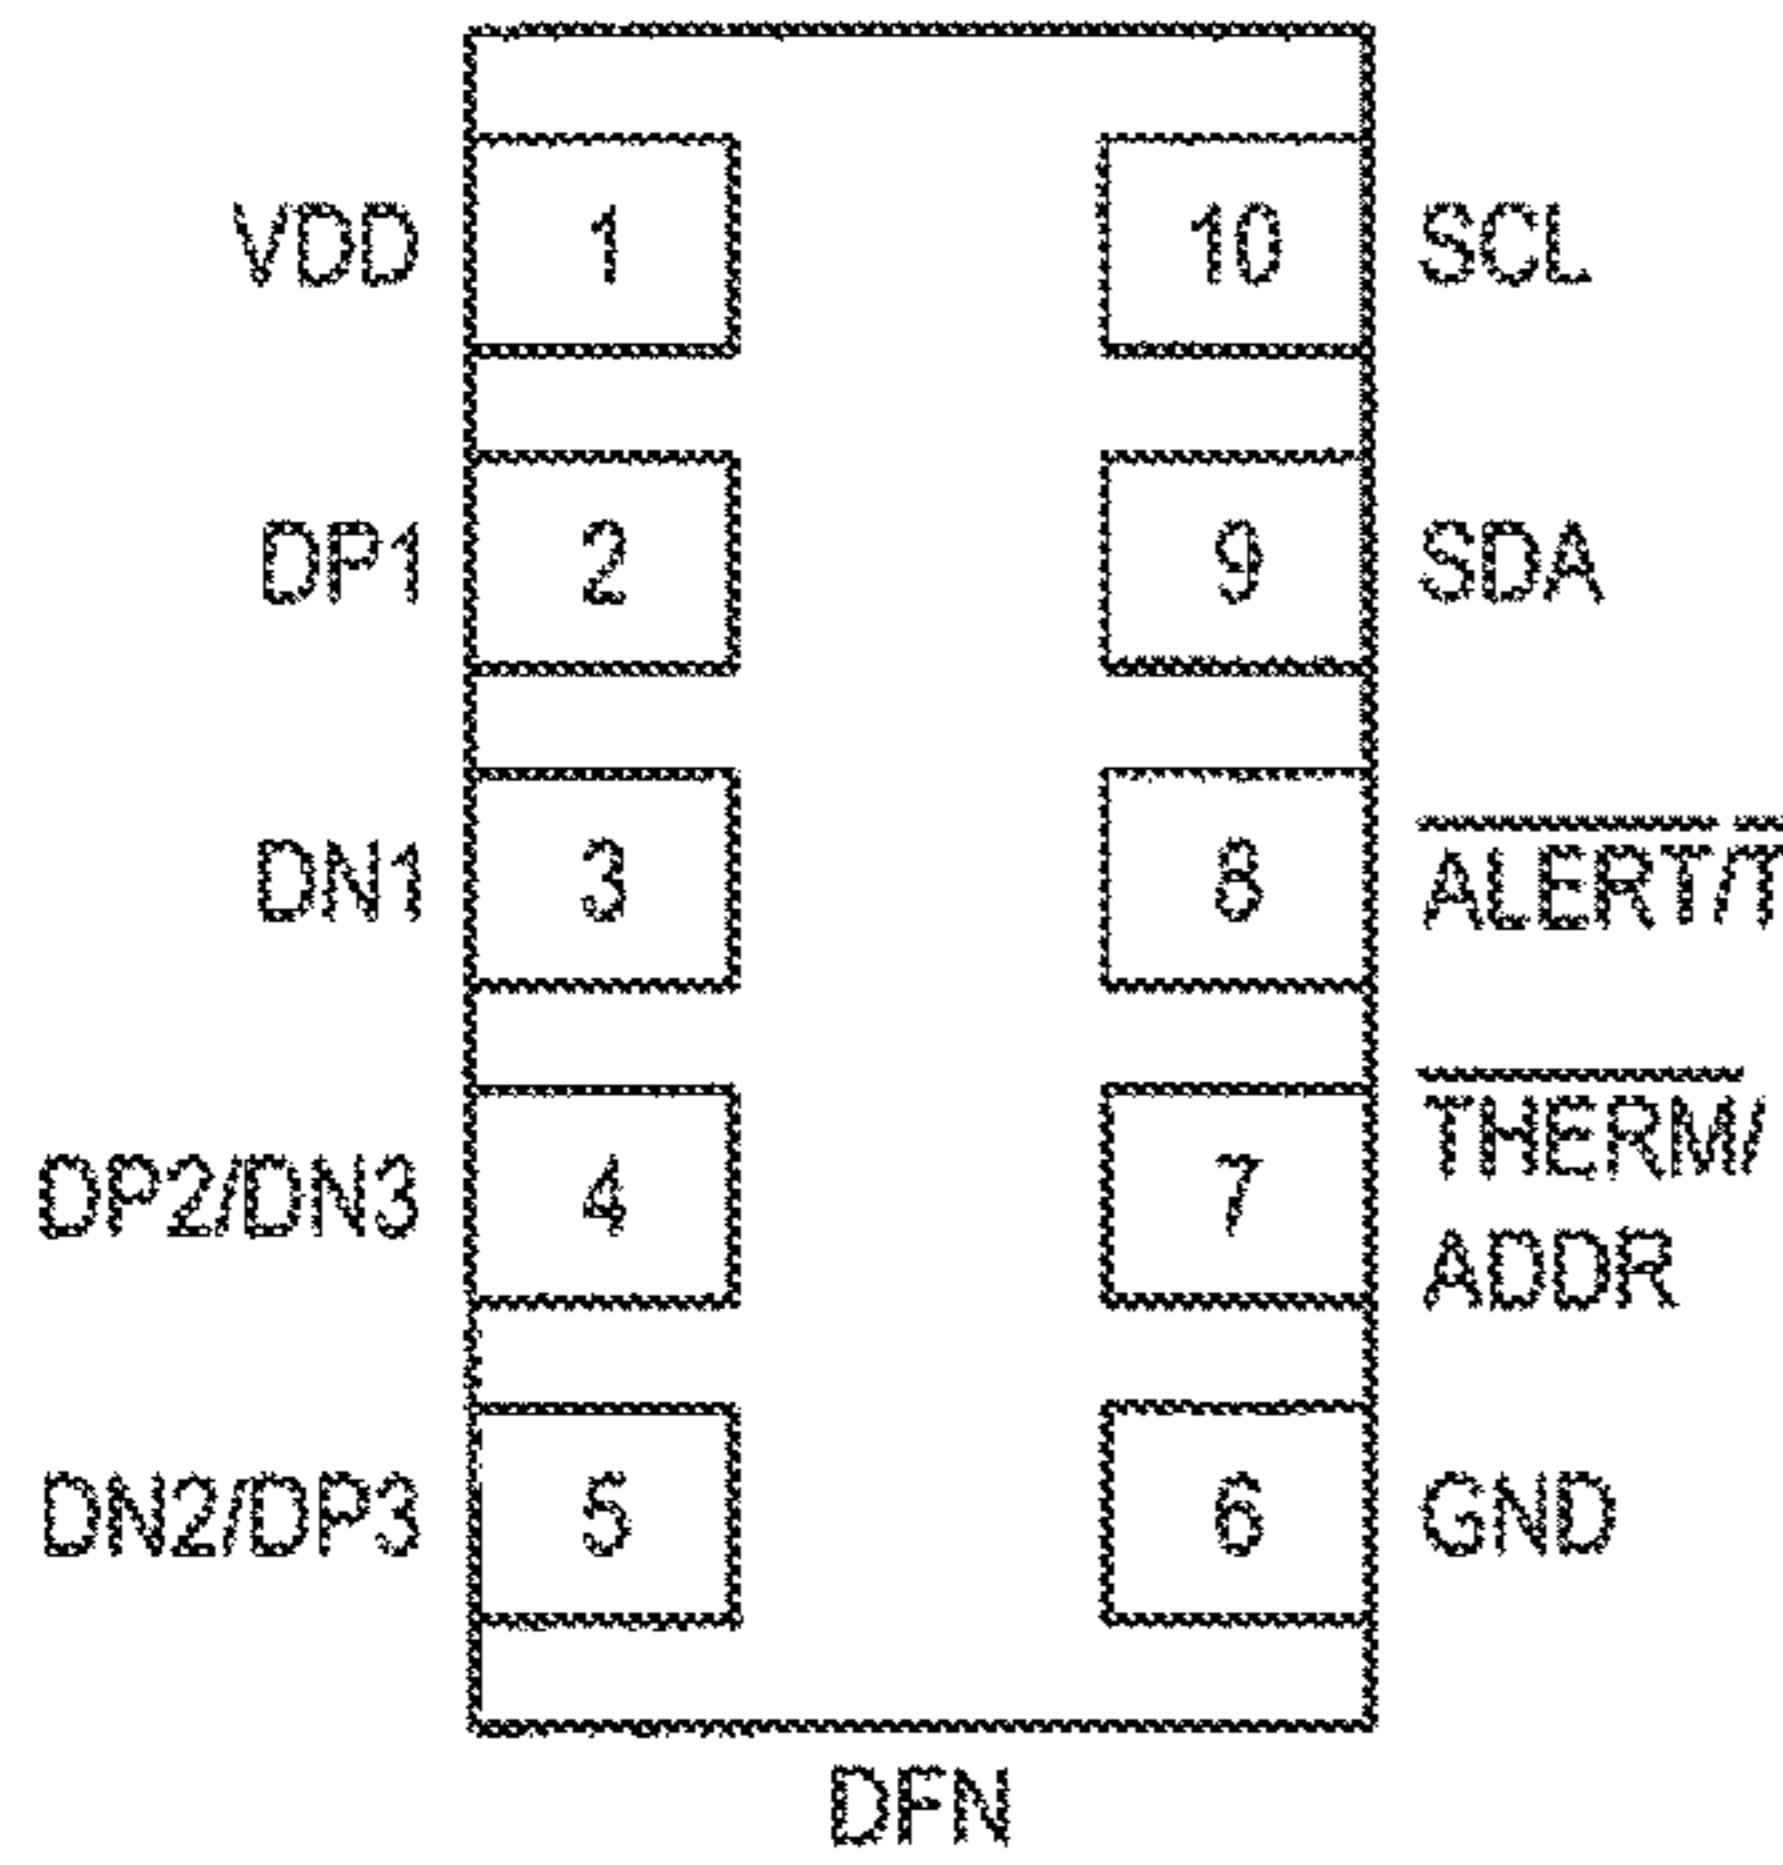 VDD 1 10 SCL
DP1 2 9 SDA
DN1 3 8 ALERT/T
DP2/DN3 4 7 THERM/
ADDR
DN2/DP3 5 6 GND
DFN